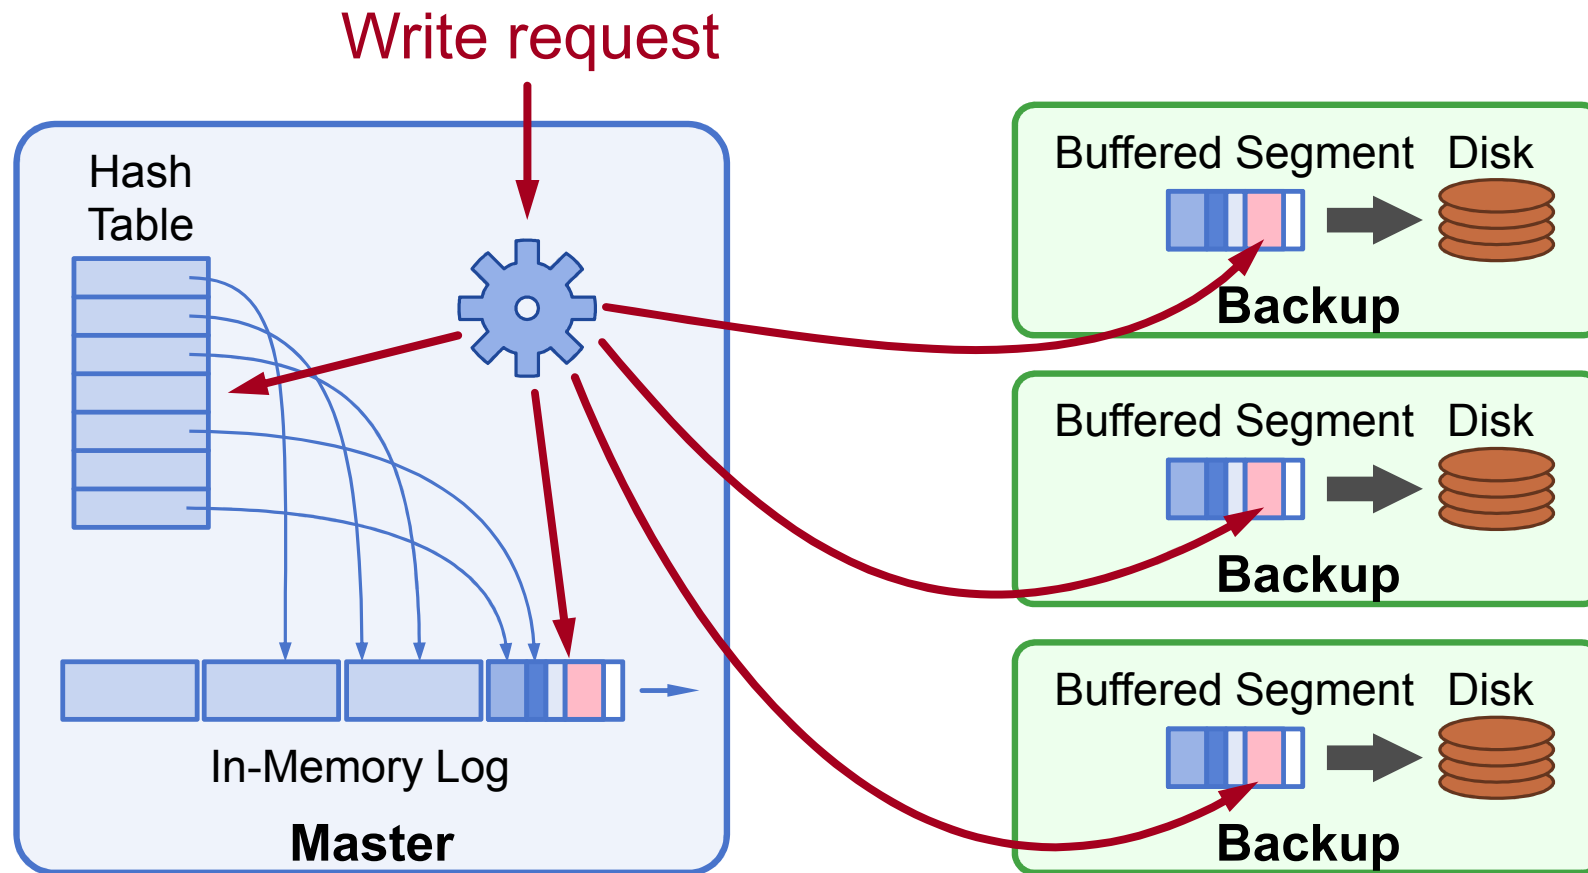 Write request
Hash
Table
In-Memory Log
Master
Buffered Segment Disk
Backup
Buffered Segment Disk
Backup
Buffered Segment Disk
Backup